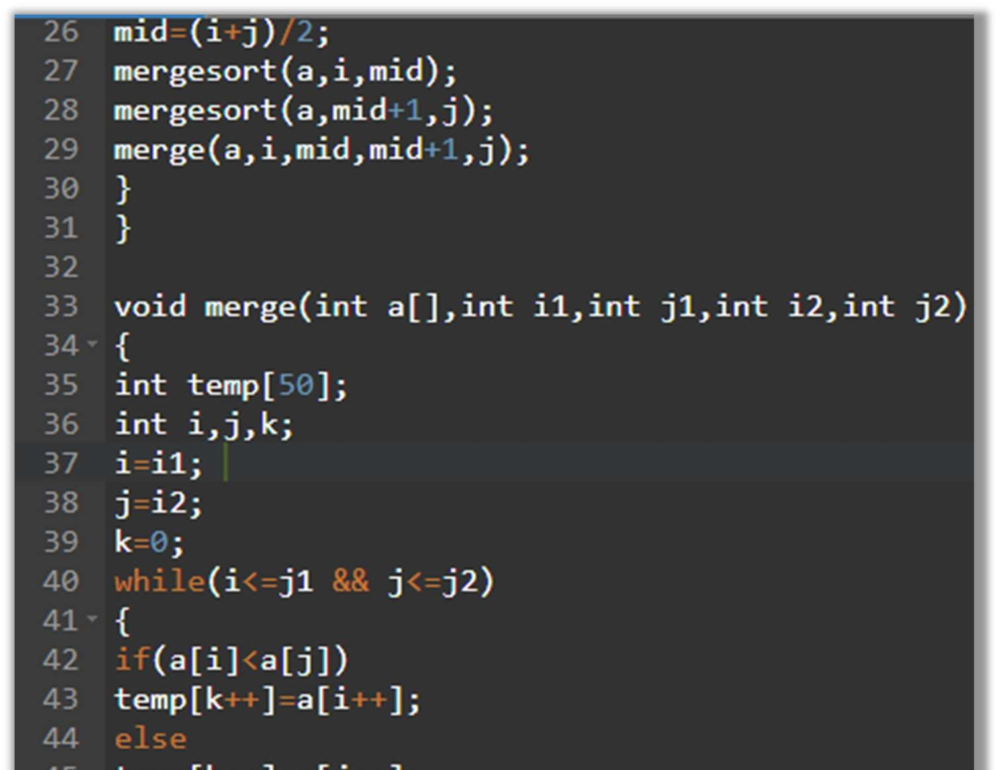 26 mid=(i+j)/2;
27 mergesort(a,i,mid);
28 mergesort(a,mid+1,j);
29 merge(a,i,mid,mid+1,j);
30 }
31 }
32
33 void merge(int a[],int i1,int j1,int i2,int j2)
34 {
35 int temp[50];
36 int i,j,k;
37 i=i1;
38 j=i2;
39 k=0;
40 while(i<=j1 && j<=j2)
41 {
42 if(a[i]<a[j])
43 temp[k++]=a[i++];
44 else